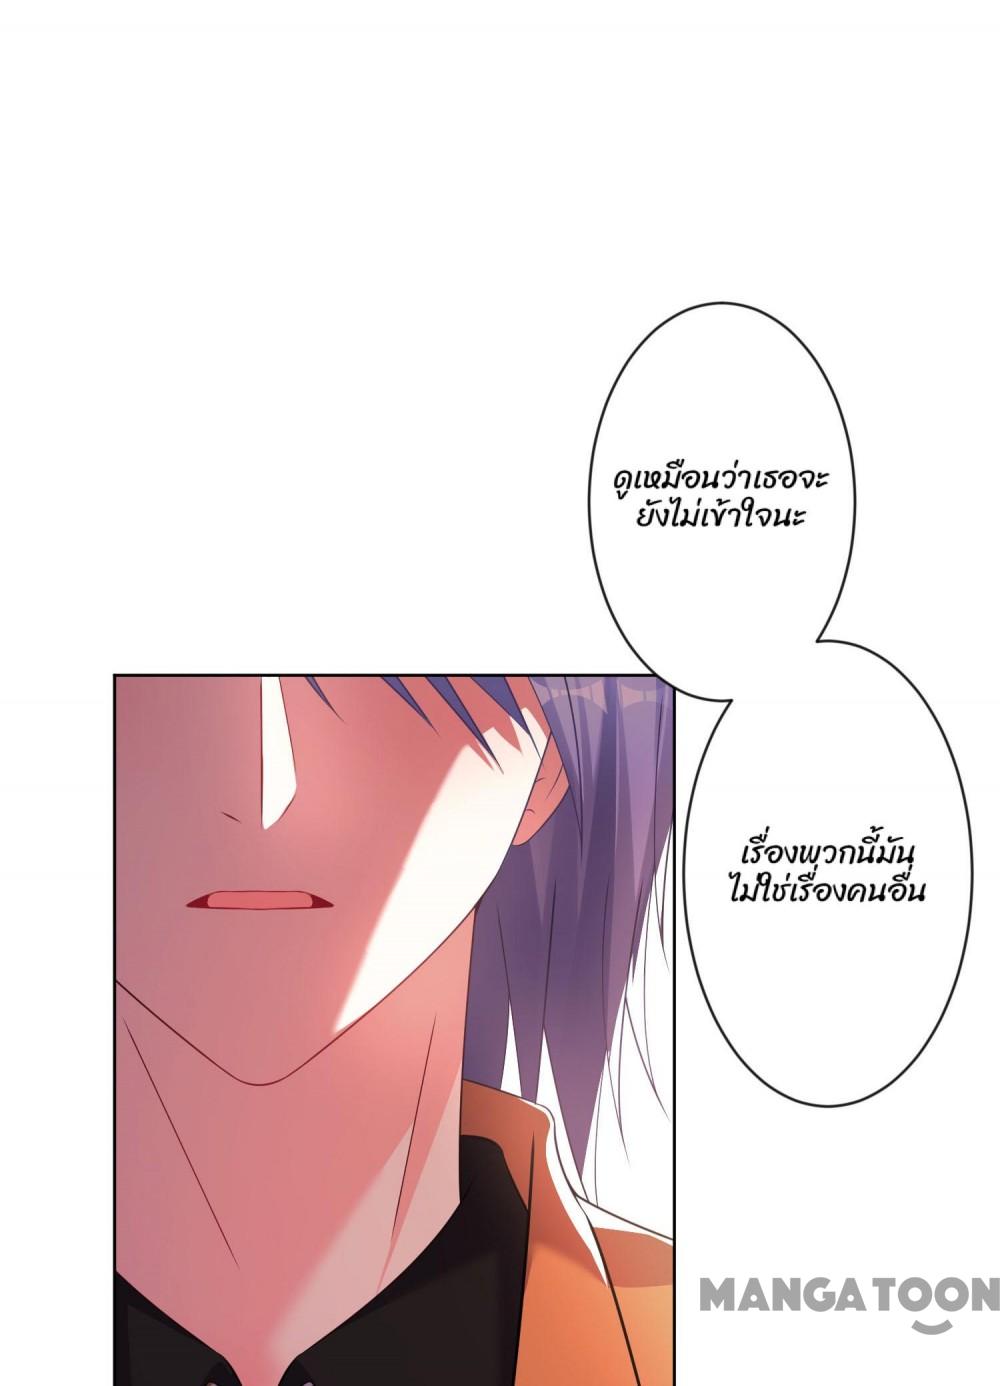 ดูเหมือนว่าเธอจะ
ยังไม่เข้าใจนะ
เรื่องพวกนี้มัน
ไม่ใช่เรื่องคนอื่น
MANGATOON